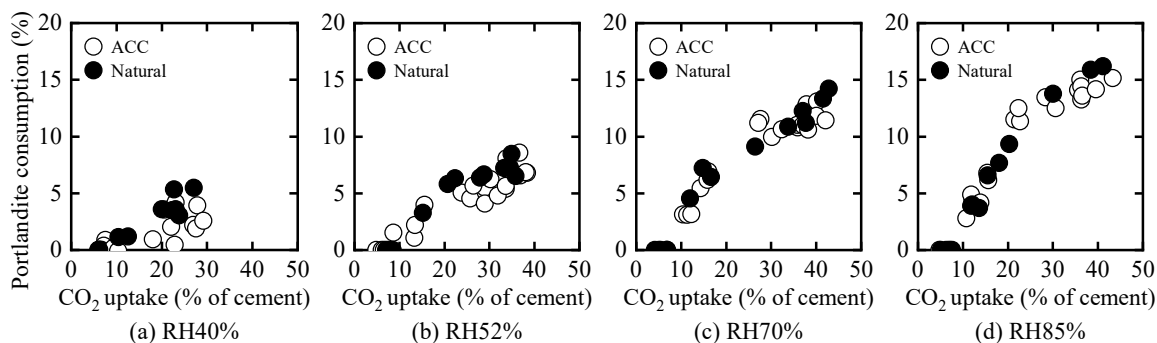 Portlandite consumption (%)
20
15
10
5
0
ACC
Natural
0 10 20 30 40 50
CO2 uptake (% of cement)
(a) RH40%
20
15
10
5
0
ACC
Natural
0 10 20 30 40 50
CO2 uptake (% of cement)
(b) RH52%
20
15
10
5
0
ACC
Natural
0 10 20 30 40 50
CO2 uptake (% of cement)
(c) RH70%
20
15
10
5
0
ACC
Natural
0 10 20 30 40 50
CO2 uptake (% of cement)
(d) RH85%